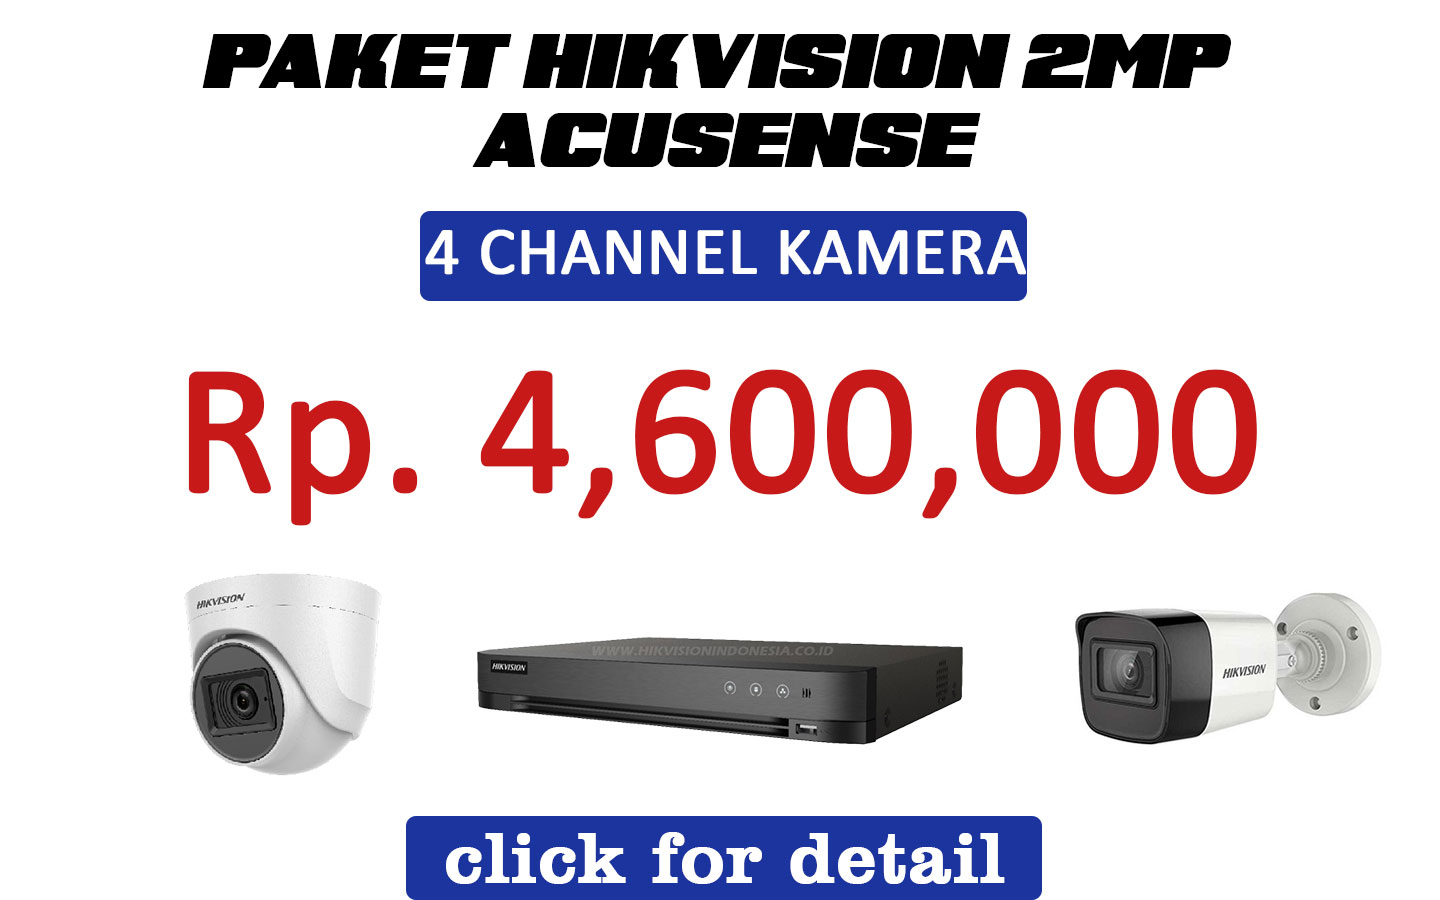 PAKET HIKVISION 2MP
ACUSENSE
4 CHANNEL KAMERA
Rp. 4,600,000
HIKVISION
WWW.HIKVISIONINDONESIA.CO.ID
HIKVISION
HIKVISION
click for detail